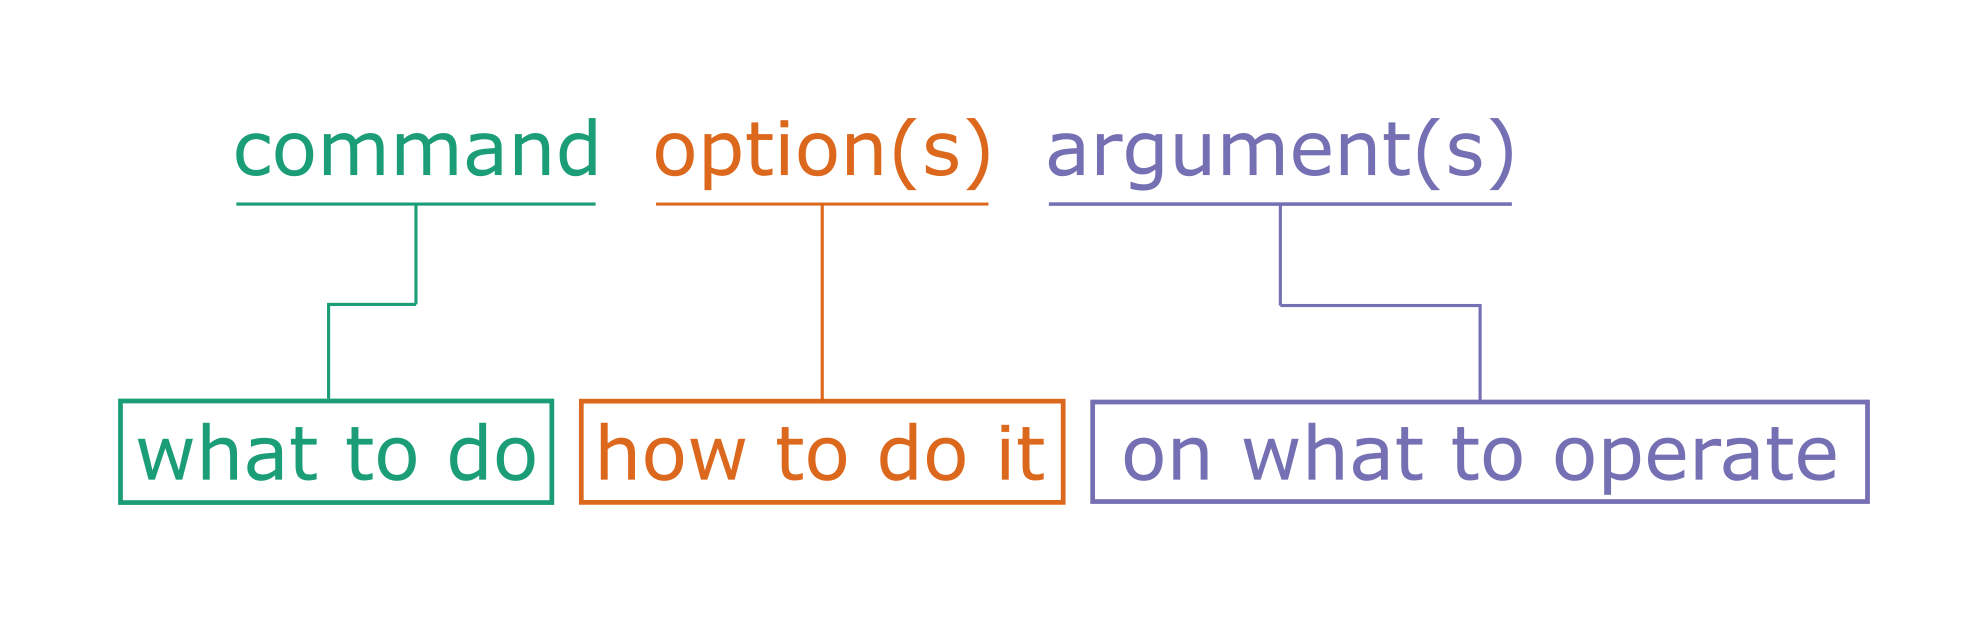 command option(s) argument(s)
what to do how to do it on what to operate